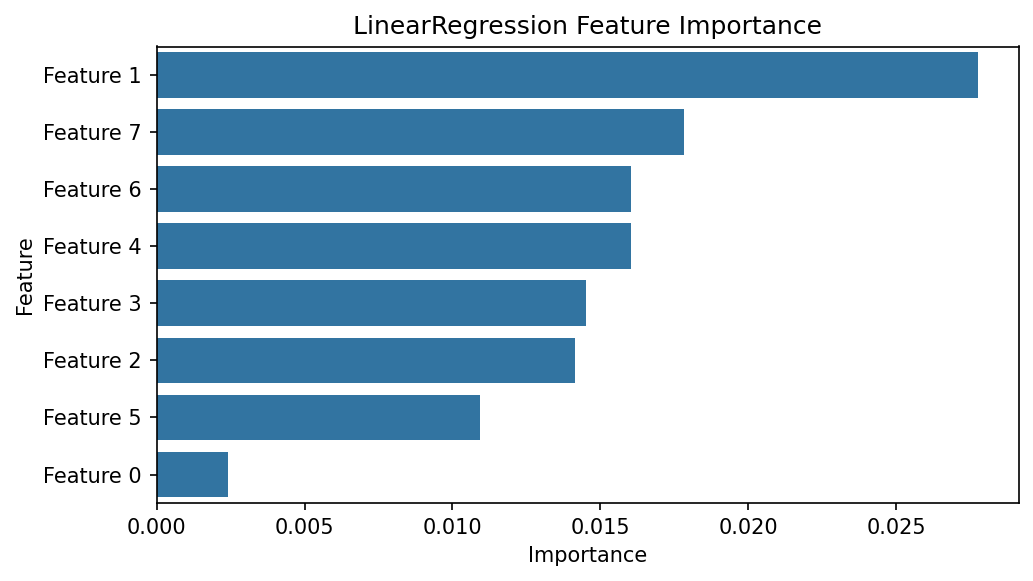 LinearRegression Feature Importance
Feature 1
Feature 7
Feature 6
Feature 4
Feature 3
Feature 2
Feature 5
Feature 0
Feature
0.000 0.005 0.010 0.015 0.020 0.025
Importance